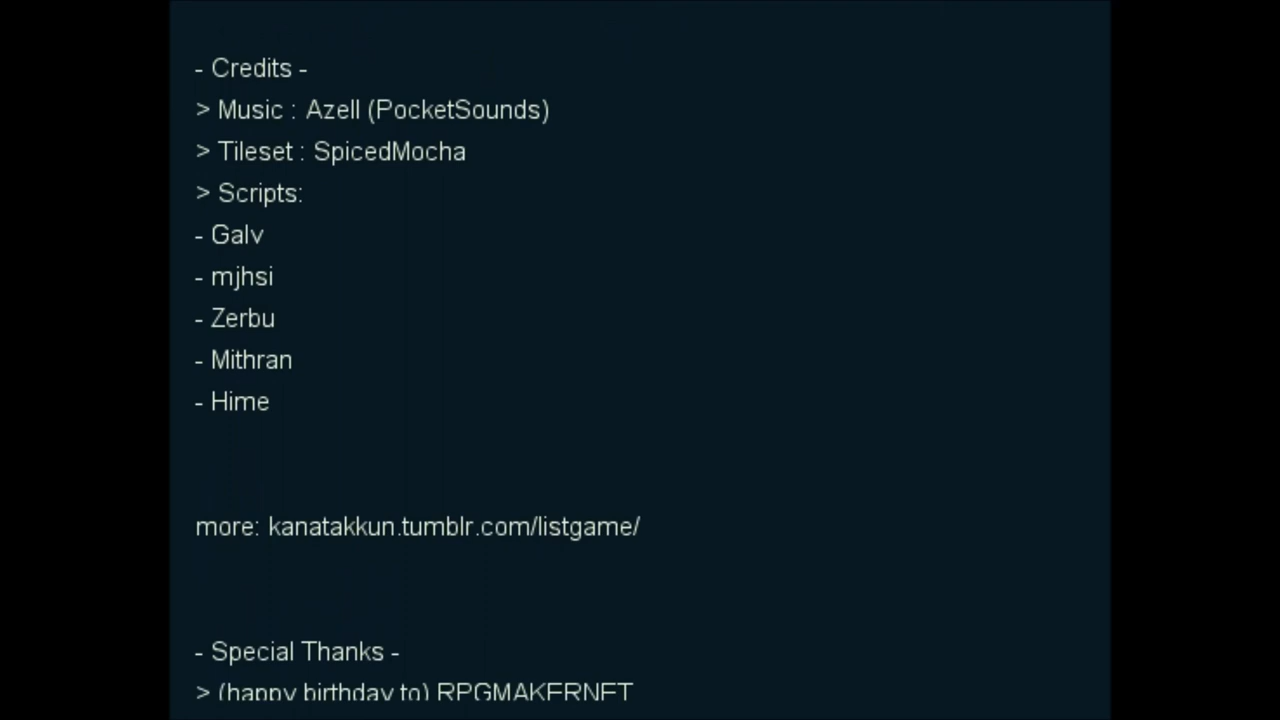 - Credits -
> Music : Azell (PocketSounds)
> Tileset : SpicedMocha
> Scripts:
- Galv
- mjhsi
- Zerbu
- Mithran
- Hime
more: kanatakkun.tumblr.com/listgame/
- Special Thanks -
> (happy birthday to) RPGMAKERNET